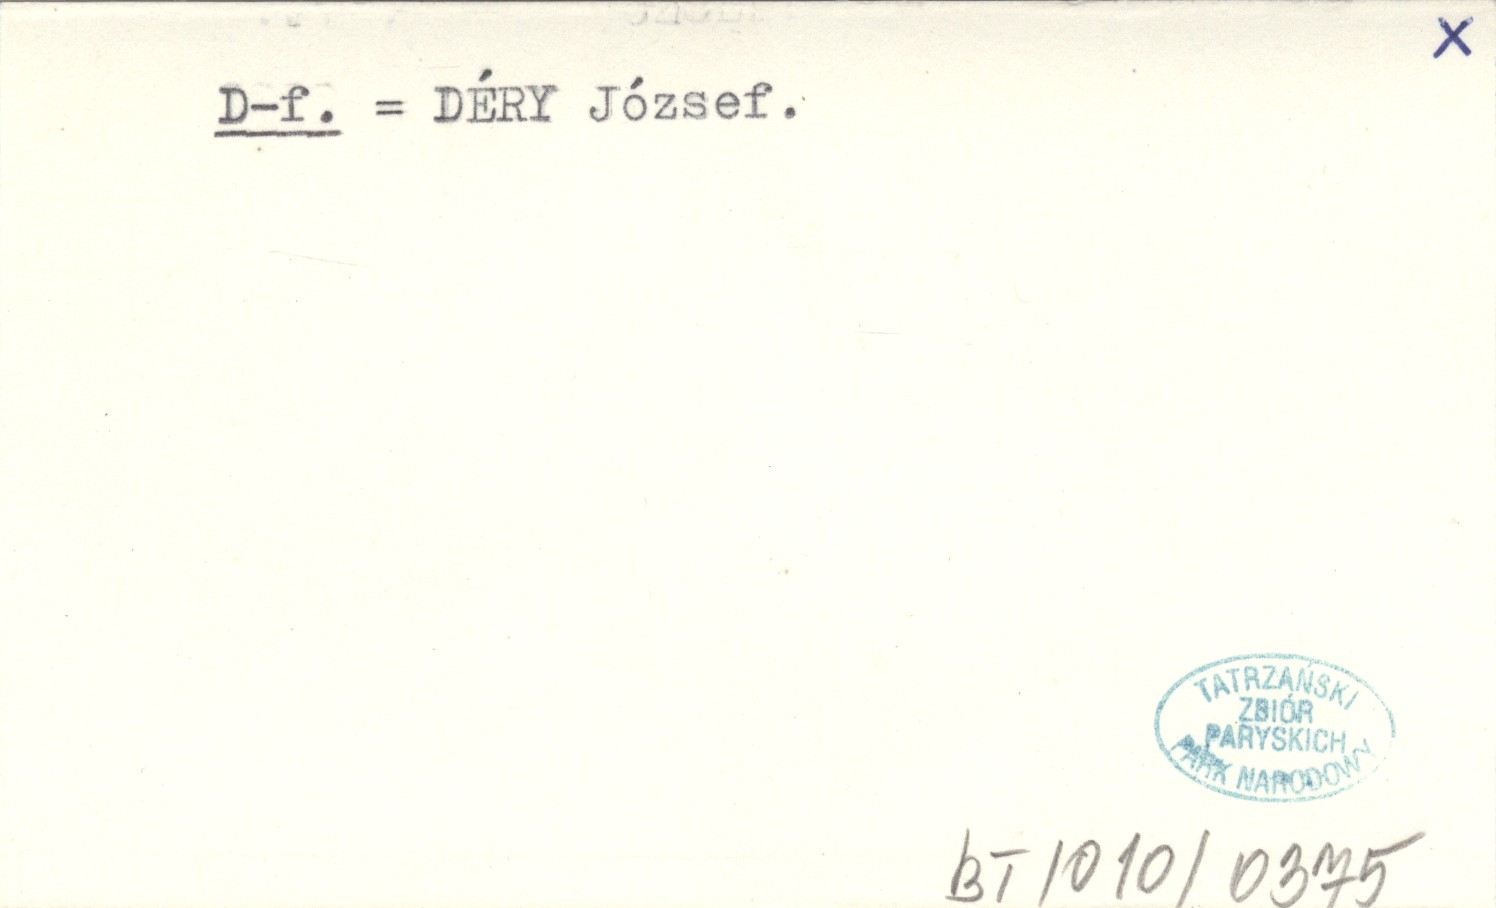 X
D-f. = DÉRY József.
TATRZAŃSKI
ZBIÓR
PARYSKICH
PARK NARODOWY
BT/010/0375